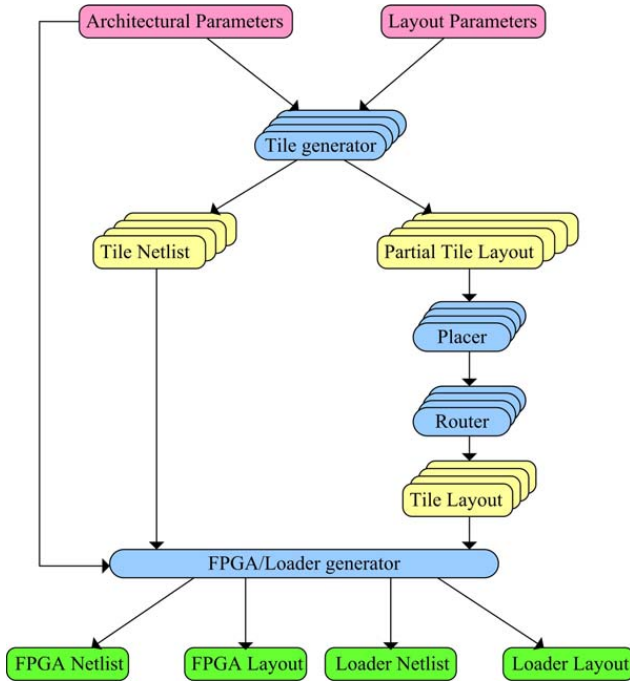 Architectural Parameters
Layout Parameters
Tile generator
Tile Netlist
Partial Tile Layout
Placer
Router
Tile Layout
FPGA/Loader generator
FPGA Netlist
FPGA Layout
Loader Netlist
Loader Layout